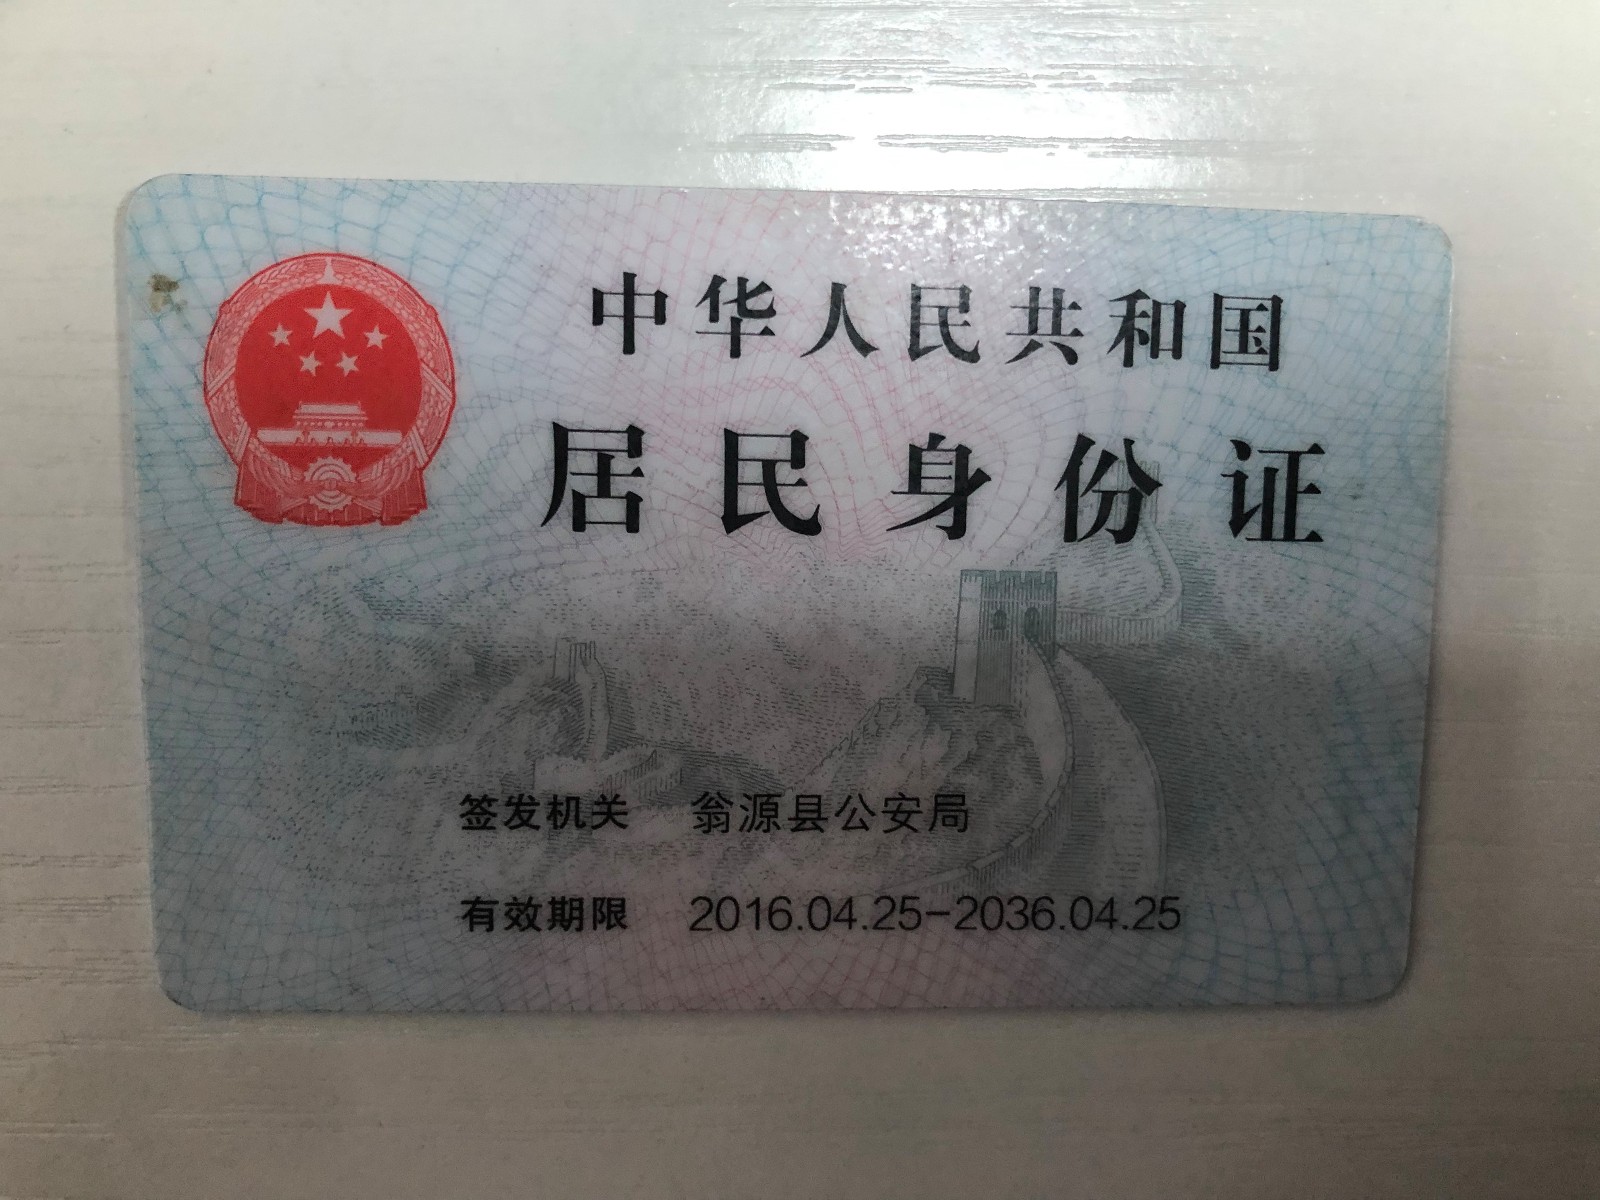 中华人民共和国
居民身份证
签发机关 翁源县公安局
有效期限 2016.04.25-2036.04.25